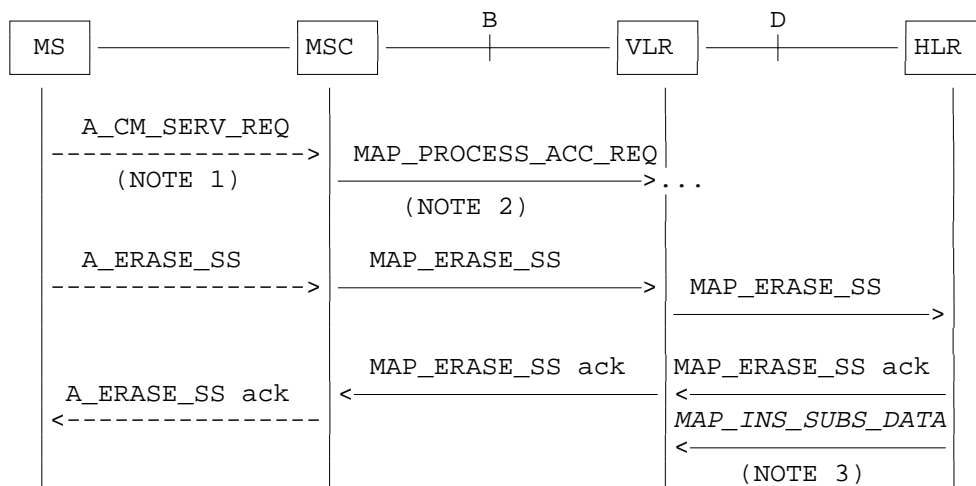 B D
MS MSC VLR HLR
A_CM_SERV_REQ
MAP_PROCESS_ACC_REQ
(NOTE 1)
...
(NOTE 2)
A_ERASE_SS MAP_ERASE_SS
MAP_ERASE_SS
MAP_ERASE_SS ack MAP_ERASE_SS ack
A_ERASE_SS ack
MAP_INS_SUBS_DATA
(NOTE 3)